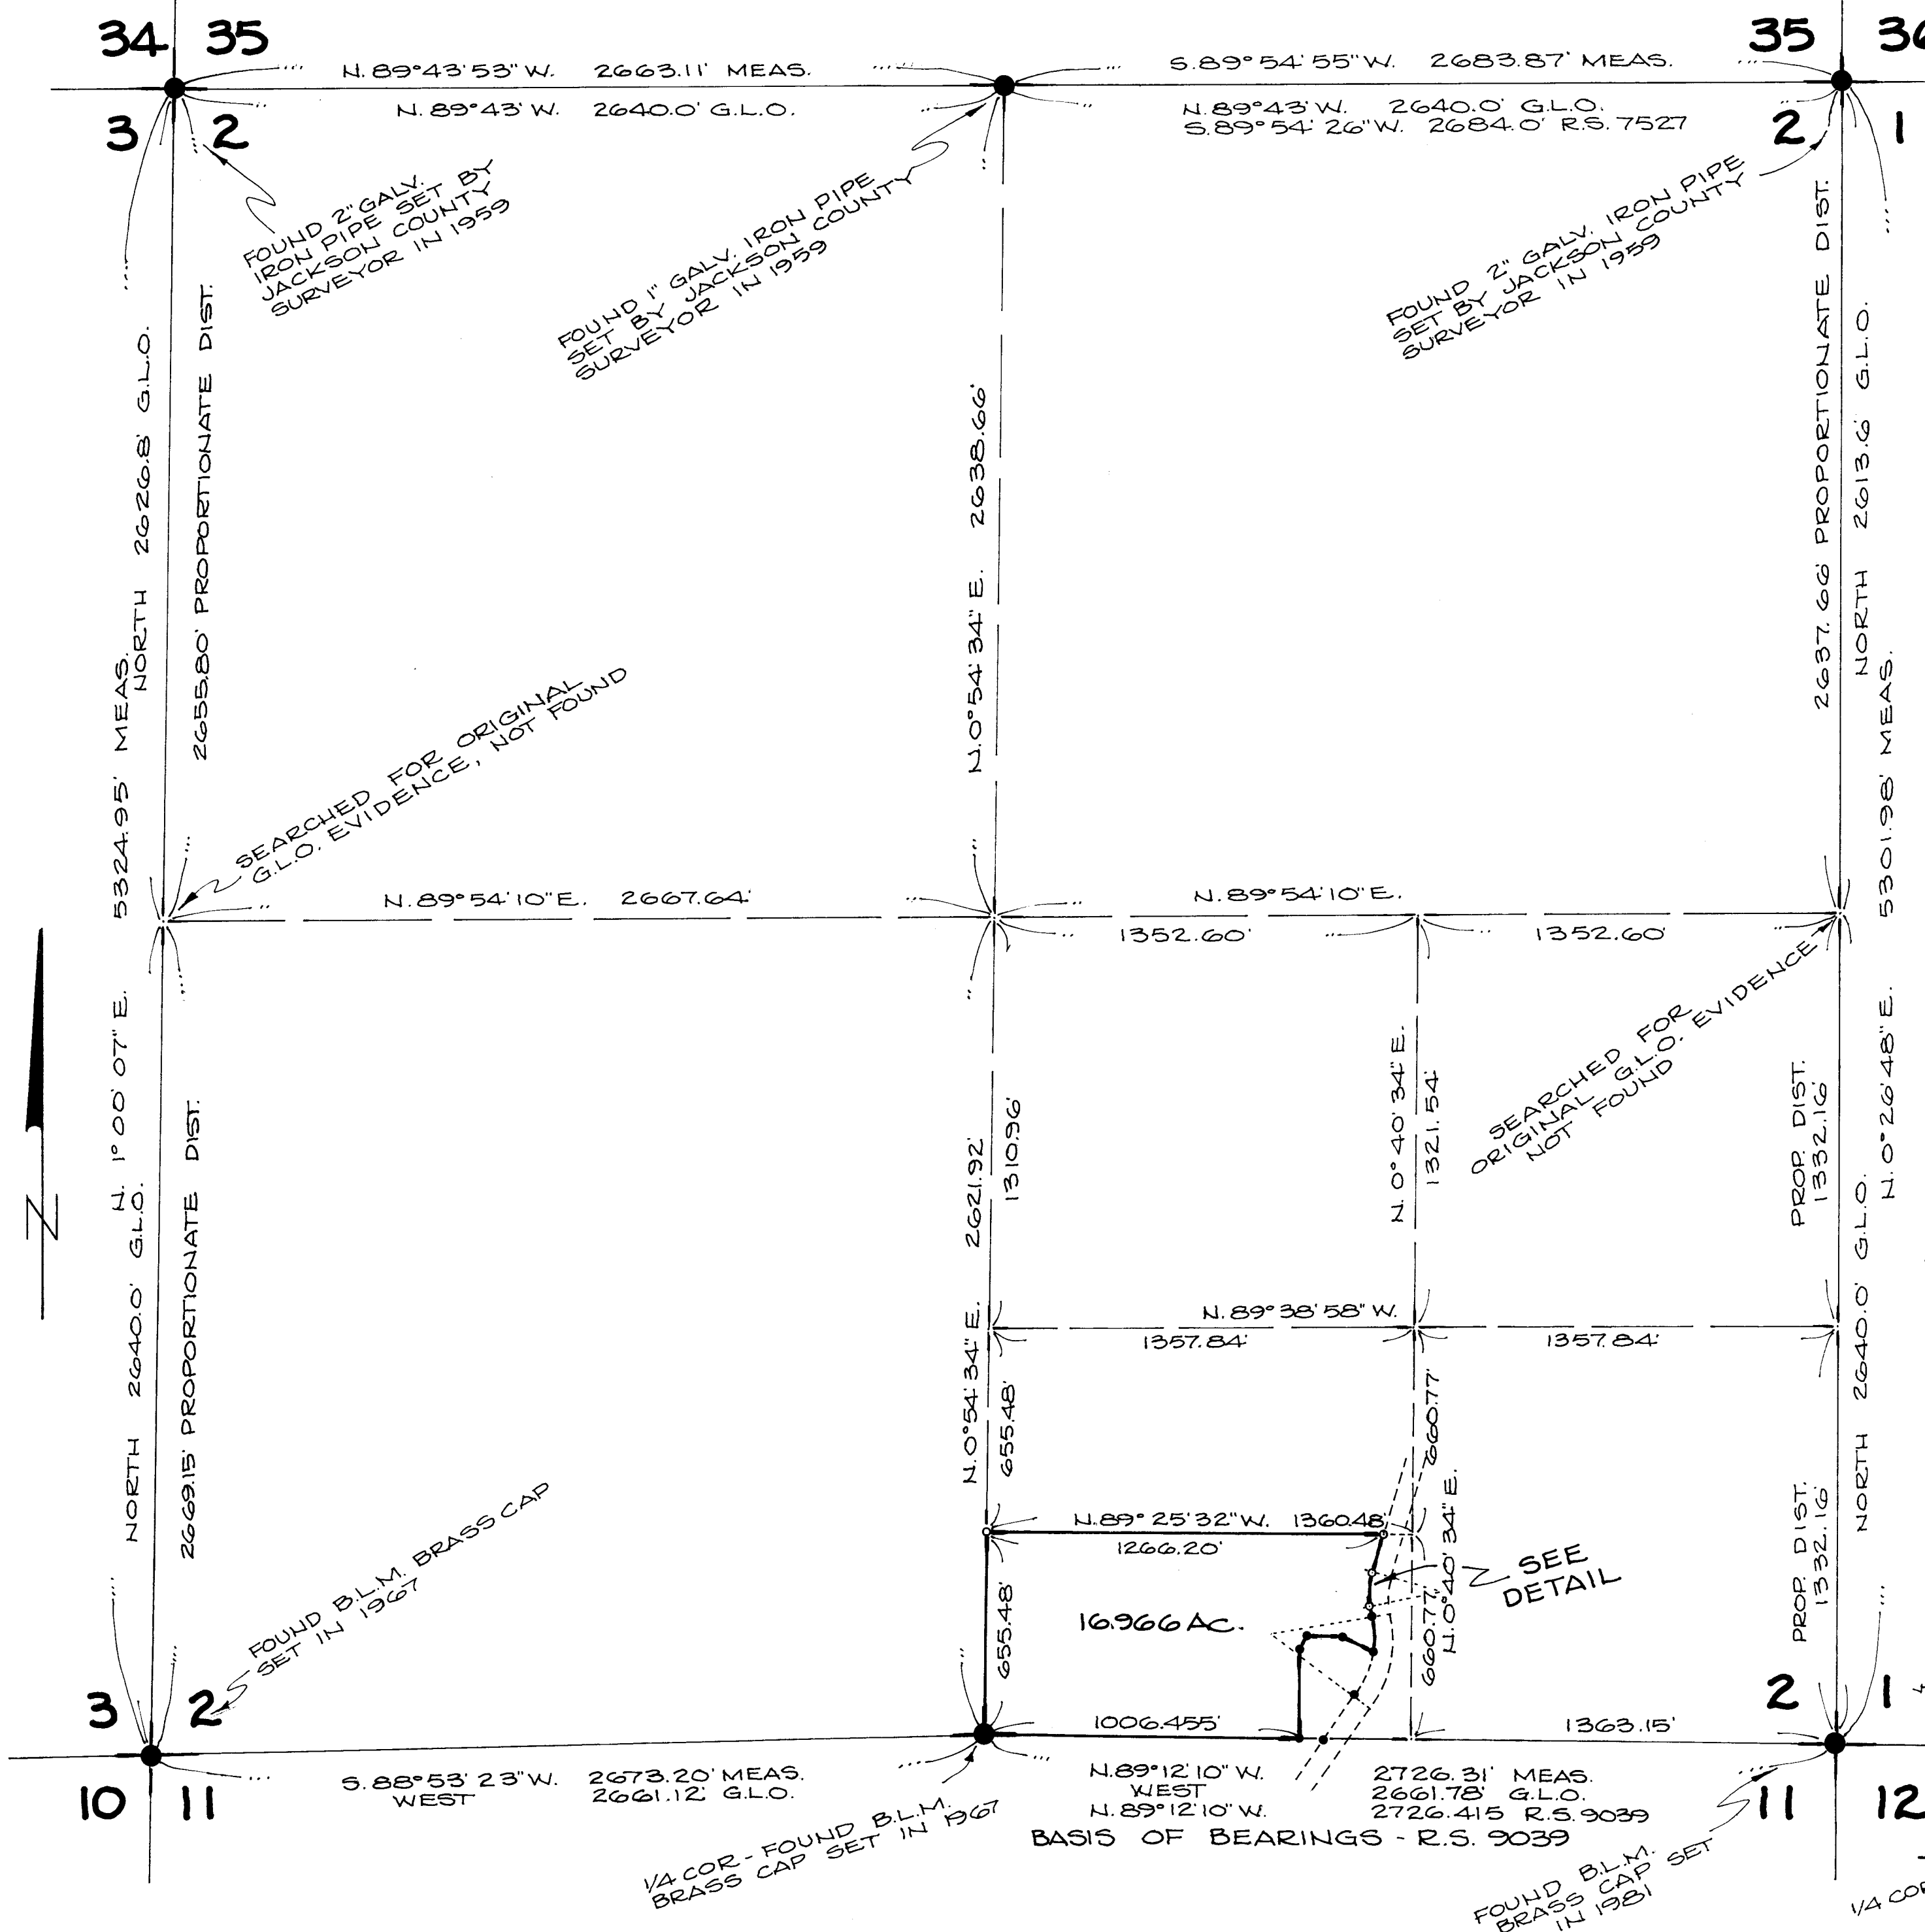 34 35
35 36
N. 89°43'53" W. 2663.11' MEAS.
S. 89°54'55" W. 2683.87' MEAS.
N. 89°43' W. 2640.0' G.L.O.
N. 89°43' W. 2640.0' G.L.O.
S. 89°54'26" W. 2684.0' R.S. 7527
3 2
2 1
FOUND 2" GALV.
IRON PIPE SET BY
JACKSON COUNTY
SURVEYOR IN 1959
FOUND 1" GALV. IRON PIPE
SET BY JACKSON COUNTY
SURVEYOR IN 1959
FOUND 2" GALV. IRON PIPE
SET BY JACKSON COUNTY
SURVEYOR IN 1959
NORTH 2626.8' G.L.O.
2655.80' PROPORTIONATE DIST.
N. 0°54'34" E. 2638.66'
2637.66' PROPORTIONATE DIST.
NORTH 2613.6' G.L.O.
N. 1°00'07" E. 5324.95' MEAS.
N. 0°26'48" E. 5301.98' MEAS.
SEARCHED FOR ORIGINAL
G.L.O. EVIDENCE, NOT FOUND
N. 89°54'10" E. 2667.64'
N. 89°54'10" E.
1352.60'
1352.60'
SEARCHED FOR
ORIGINAL G.L.O. EVIDENCE
NOT FOUND
NORTH 2640.0' G.L.O.
2669.15' PROPORTIONATE DIST.
N. 0°54'34" E. 2621.92'
1310.96'
N. 0°40'34" E.
1321.54'
PROP. DIST.
1332.16'
NORTH 2640.0' G.L.O.
N. 89°38'58" W.
1357.84'
1357.84'
655.48'
660.77'
N. 89°25'32" W. 1360.48'
1266.20'
N. 0°40'34" E.
SEE
DETAIL
16.966 AC.
655.48'
660.77'
PROP. DIST.
1332.16'
FOUND B.L.M. BRASS CAP
SET IN 1967
3 2
2 1
1006.455'
1363.15'
S. 88°53'23" W. 2673.20' MEAS.
WEST 2661.12' G.L.O.
N. 89°12'10" W. 2726.31' MEAS.
WEST 2661.78' G.L.O.
N. 89°12'10" W. 2726.415 R.S. 9039
BASIS OF BEARINGS - R.S. 9039
10 11
11 12
1/4 COR - FOUND B.L.M.
BRASS CAP SET IN 1967
FOUND B.L.M.
BRASS CAP SET
IN 1981
1/4 COR